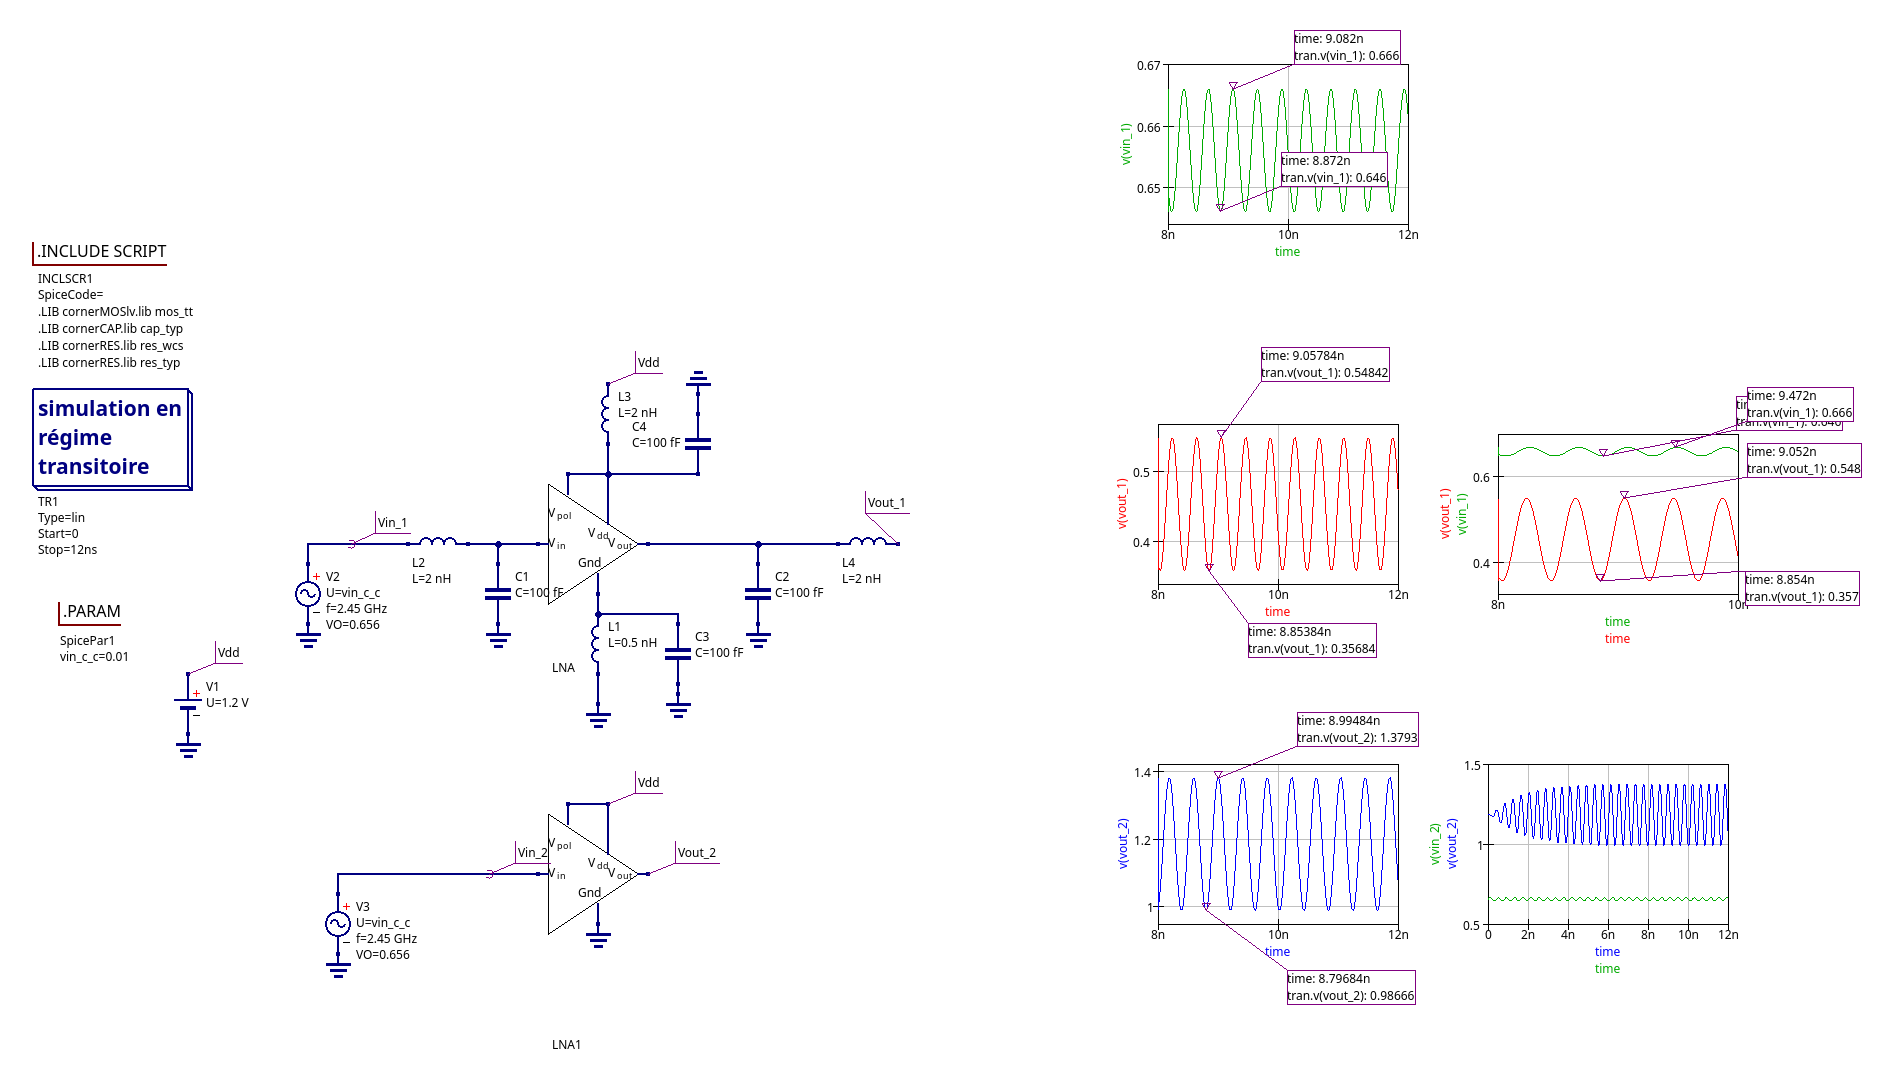 .INCLUDE SCRIPT
INCLSCR1
SpiceCode=
.LIB cornerMOSlv.lib mos_tt
.LIB cornerCAP.lib cap_typ
.LIB cornerRES.lib res_wcs
.LIB cornerRES.lib res_typ
simulation en
régime
transitoire
TR1
Type=lin
Start=0
Stop=12ns
.PARAM
SpicePar1
vin_c_c=0.01
Vdd
V1
U=1.2 V
Vin_1
V2
U=vin_c_c
f=2.45 GHz
VO=0.656
L2
L=2 nH
C1
C=100 fF
Vdd
L3
L=2 nH
C4
C=100 fF
Vpol
Vdd
Vin
Vout
Gnd
L1
L=0.5 nH
C3
C=100 fF
LNA
C2
C=100 fF
L4
L=2 nH
Vout_1
Vdd
Vpol
Vin_2
Vdd
Vin
Vout
Gnd
Vout_2
V3
U=vin_c_c
f=2.45 GHz
VO=0.656
LNA1
time: 9.082n
tran.v(vin_1): 0.666
time: 8.872n
tran.v(vin_1): 0.646
0.67
0.66
0.65
v(vin_1)
8n
10n
12n
time
time: 9.05784n
tran.v(vout_1): 0.54842
0.5
0.4
v(vout_1)
8n
10n
12n
time
time: 8.85384n
tran.v(vout_1): 0.35684
time: 9.472n
tran.v(vin_1): 0.666
time: 9.052n
tran.v(vout_1): 0.548
0.6
0.4
v(vout_1)
v(vin_1)
8n
10n
time: 8.854n
tran.v(vout_1): 0.357
time
time
time: 8.99484n
tran.v(vout_2): 1.3793
1.4
1.2
1
v(vout_2)
8n
10n
12n
time
time: 8.79684n
tran.v(vout_2): 0.98666
1.5
1
0.5
v(vin_2)
v(vout_2)
0
2n
4n
6n
8n
10n
12n
time
time